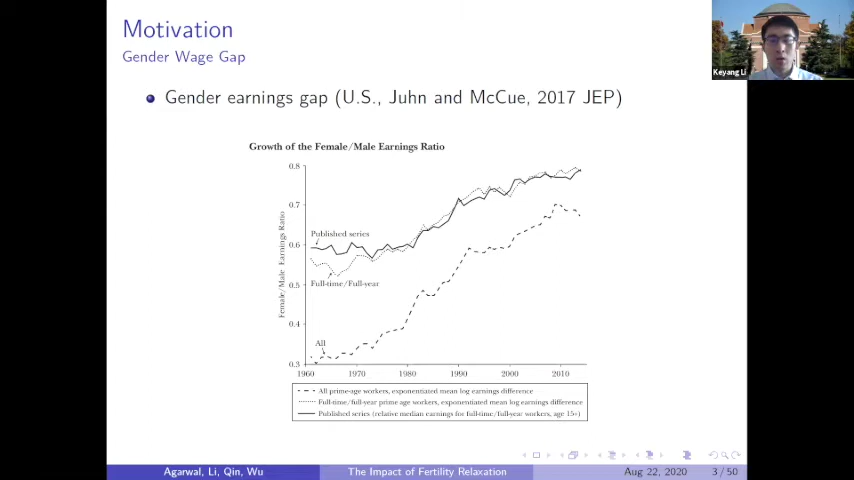 Motivation
Gender Wage Gap
Keyang Li
Gender earnings gap (U.S., Juhn and McCue, 2017 JEP)
Growth of the Female/Male Earnings Ratio
Female/Male Earnings Ratio
0.8
0.7
0.6
0.5
0.4
0.3
Published series
Full-time/Full-year
All
1960 1970 1980 1990 2000 2010
All prime-age workers, exponentiated mean log earnings difference
Full-time/full-year prime age workers, exponentiated mean log earnings difference
Published series (relative median earnings for full-time/full-year workers, age 15+)
Agarwal, Li, Qin, Wu The Impact of Fertility Relaxation Aug 22, 2020 3 / 50